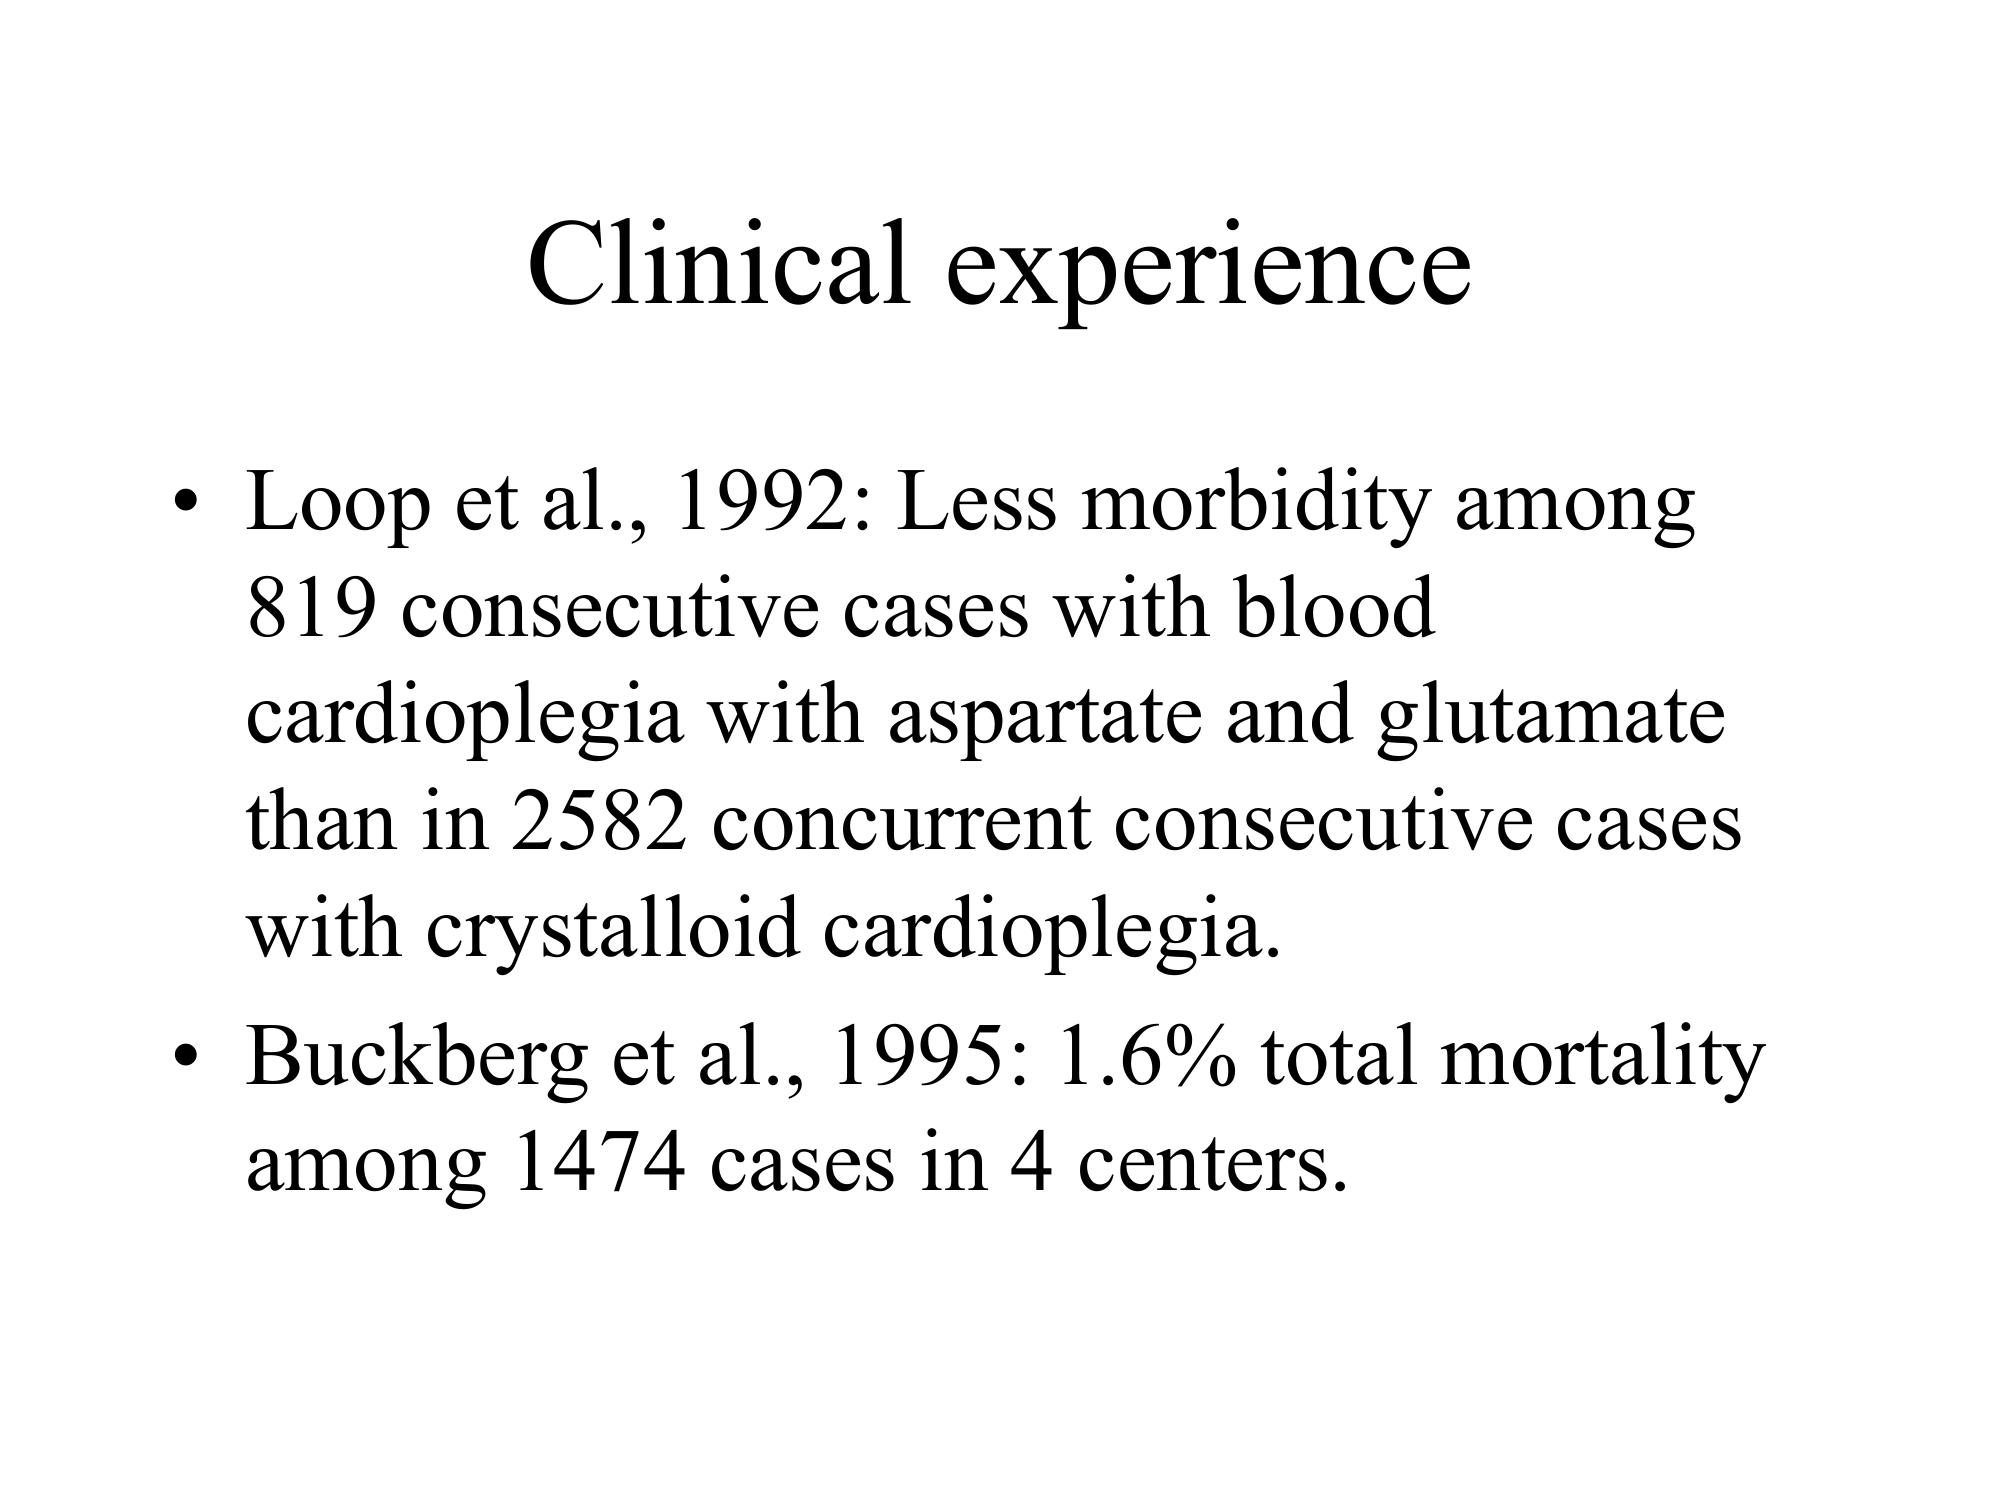 Clinical experience
• Loop et al., 1992: Less morbidity among
819 consecutive cases with blood
cardioplegia with aspartate and glutamate
than in 2582 concurrent consecutive cases
with crystalloid cardioplegia.
• Buckberg et al., 1995: 1.6% total mortality
among 1474 cases in 4 centers.